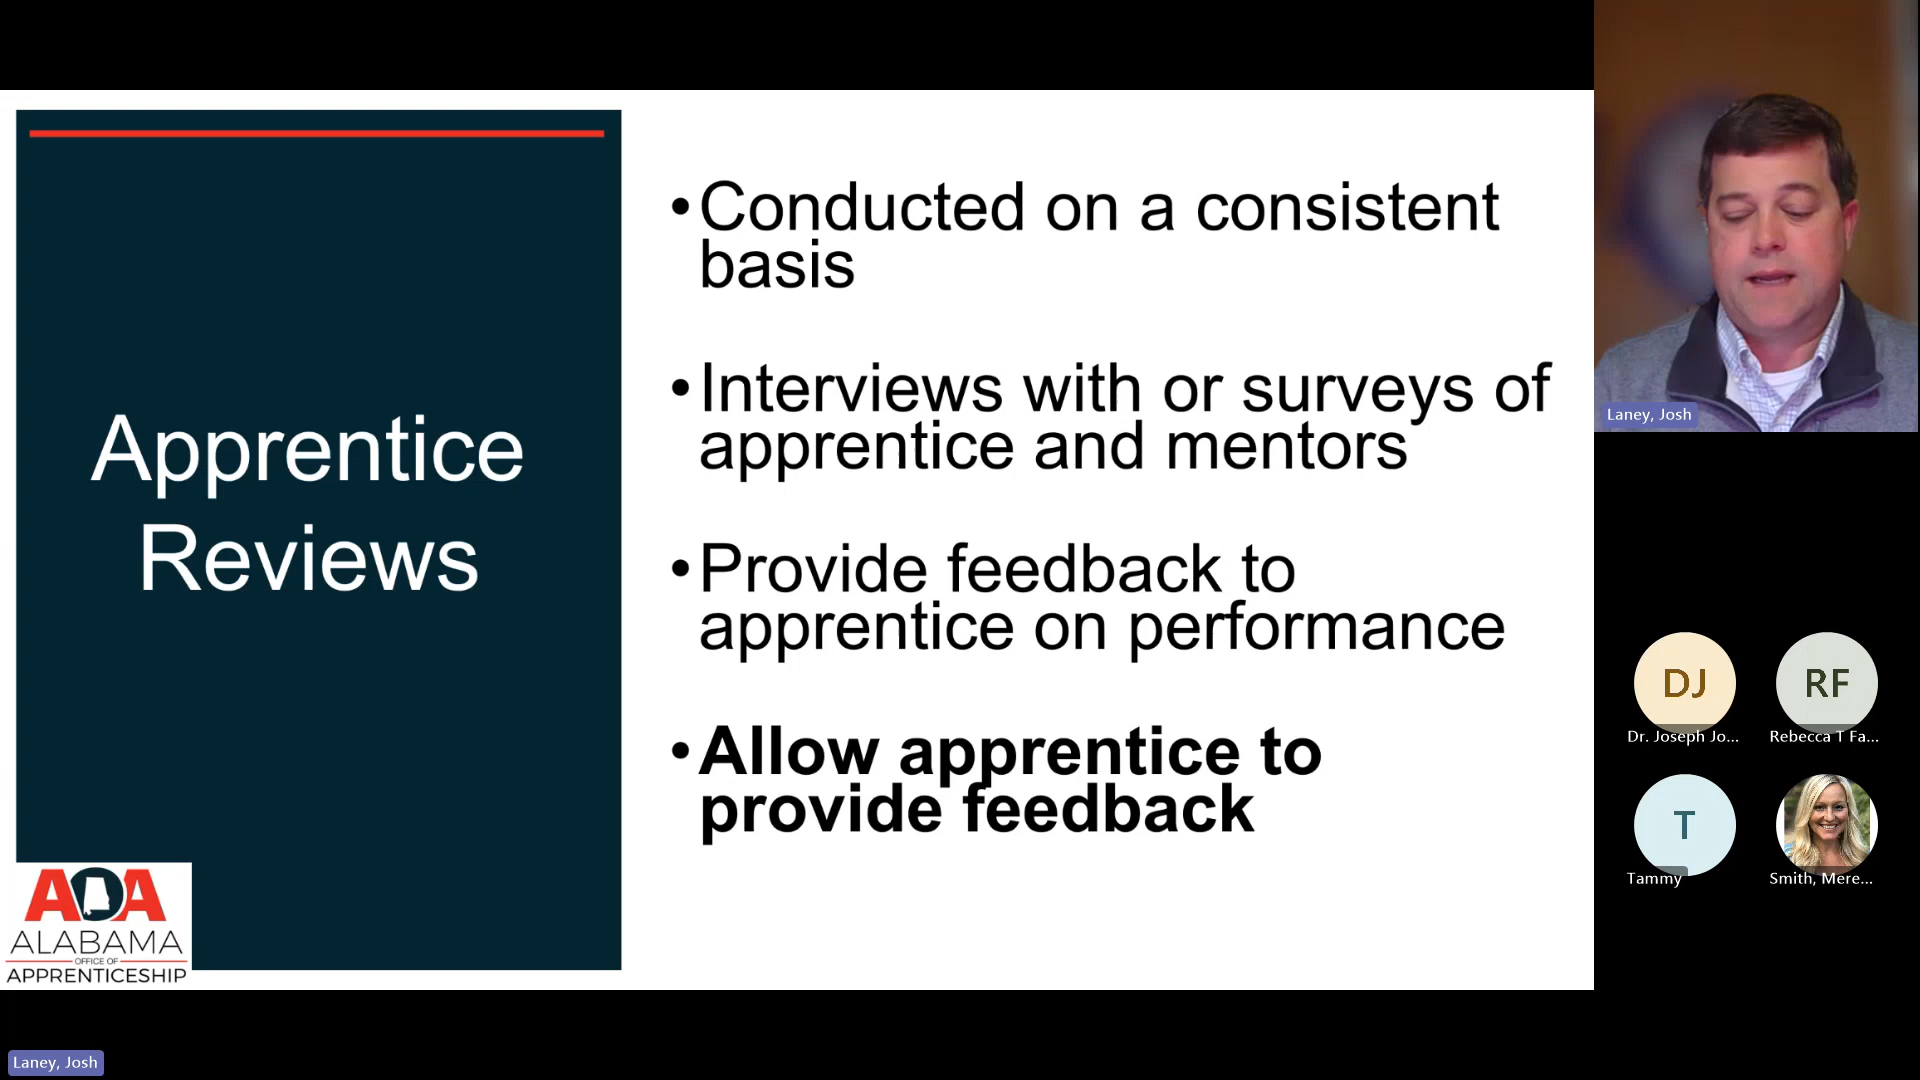 Apprentice
Reviews
•Conducted on a consistent
basis
•Interviews with or surveys of
apprentice and mentors
•Provide feedback to
apprentice on performance
•Allow apprentice to
provide feedback
AOA
ALABAMA
OFFICE OF
APPRENTICESHIP
Laney, Josh
DJ
RF
Dr. Joseph Jo...
Rebecca T Fa...
T
Tammy
Smith, Mere...
Laney, Josh